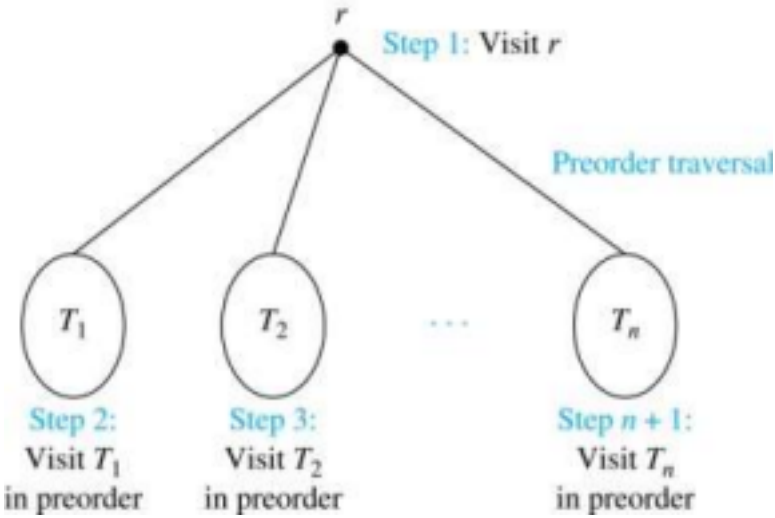 r
Step 1: Visit r
Preorder traversal
T₁
T₂
. . .
Tₙ
Step 2:
Visit T₁
in preorder
Step 3:
Visit T₂
in preorder
Step n + 1:
Visit Tₙ
in preorder